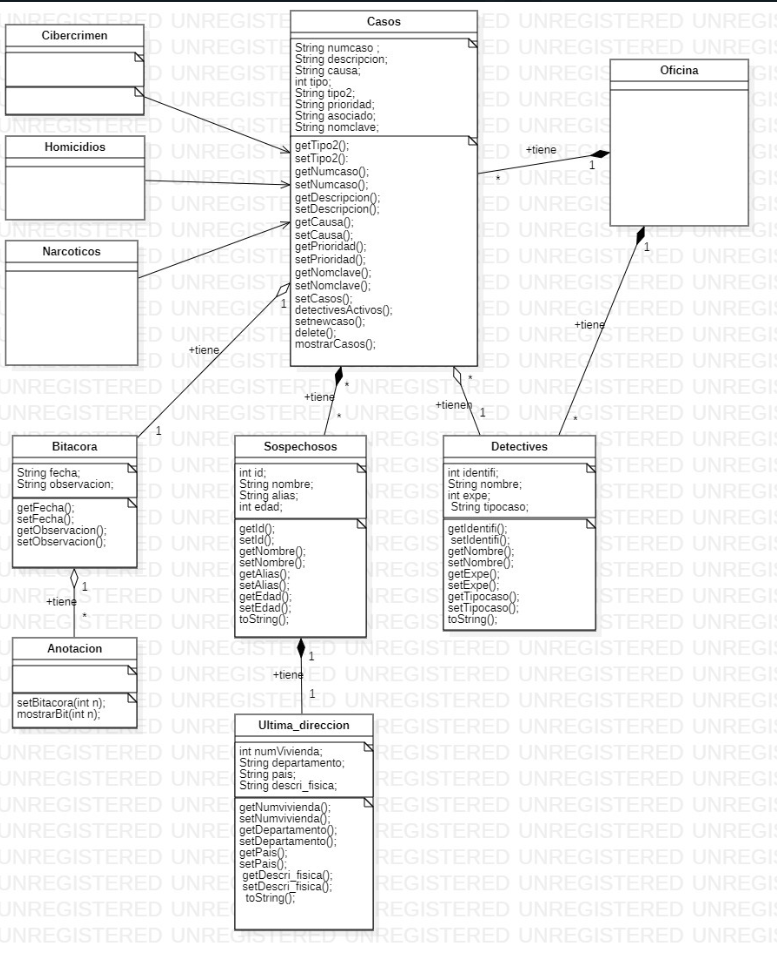 UNREGISTERED UNREGISTERED UNREGISTERED UNREGISTERED
Cibercrimen
Homicidios
Narcoticos
Casos
String numcaso ;
String descripcion;
String causa;
int tipo;
String tipo2;
String prioridad;
String asociado;
String nomclave;
getTipo2();
setTipo2():
getNumcaso();
setNumcaso();
getDescripcion();
setDescripcion();
getCausa();
setCausa();
getPrioridad();
setPrioridad();
getNomclave();
setNomclave();
setCasos();
detectivesActivos();
setnewcaso();
delete();
mostrarCasos();
Oficina
+tiene
1
*
1
+tiene
*
1
+tiene
1
*
+tiene
*
*
+tienen
1
Bitacora
String fecha;
String observacion;
getFecha();
setFecha();
getObservacion();
setObservacion();
1
+tiene
*
Anotacion
setBitacora(int n);
mostrarBit(int n);
Sospechosos
int id;
String nombre;
String alias;
int edad;
getId();
setId();
getNombre();
setNombre();
getAlias();
setAlias();
getEdad();
setEdad();
toString();
1
+tiene
1
Ultima_direccion
int numVivienda;
String departamento;
String pais;
String descri_fisica;
getNumvivienda();
setNumvivienda();
getDepartamento();
setDepartamento();
getPais();
setPais();
getDescri_fisica();
setDescri_fisica();
toString();
Detectives
int identifi;
String nombre;
int expe;
String tipocaso;
getIdentifi();
setIdentifi();
getNombre();
setNombre();
getExpe();
setExpe();
getTipocaso();
setTipocaso();
toString();